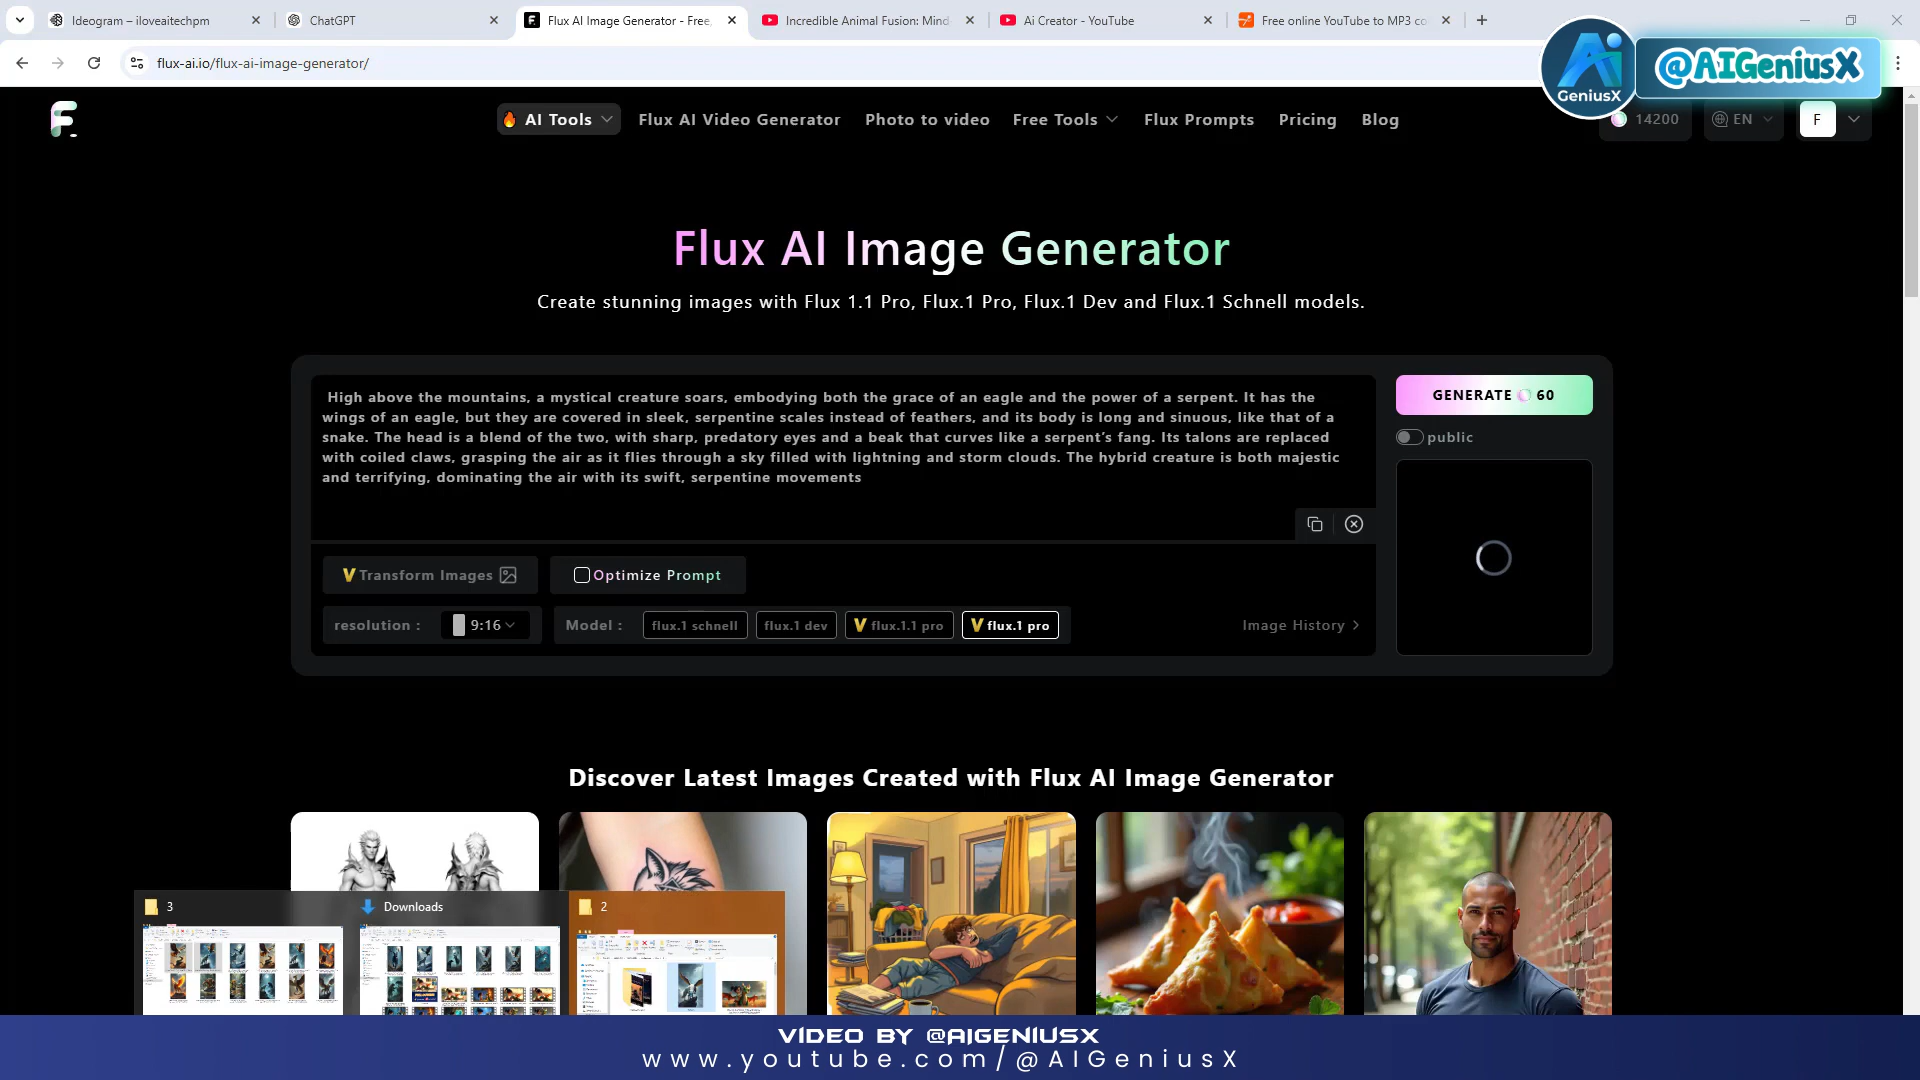 Ideogram – iloveaitechpm
ChatGPT
Flux AI Image Generator - Free,
Incredible Animal Fusion: Mind
Ai Creator - YouTube
Free online YouTube to MP3 co
flux-ai.io/flux-ai-image-generator/
Ai
GeniusX
@AIGeniusX
F
AI Tools
Flux AI Video Generator
Photo to video
Free Tools
Flux Prompts
Pricing
Blog
14200
EN
F
Flux AI Image Generator
Create stunning images with Flux 1.1 Pro, Flux.1 Pro, Flux.1 Dev and Flux.1 Schnell models.
High above the mountains, a mystical creature soars, embodying both the grace of an eagle and the power of a serpent. It has the
wings of an eagle, but they are covered in sleek, serpentine scales instead of feathers, and its body is long and sinuous, like that of a
snake. The head is a blend of the two, with sharp, predatory eyes and a beak that curves like a serpent's fang. Its talons are replaced
with coiled claws, grasping the air as it flies through a sky filled with lightning and storm clouds. The hybrid creature is both majestic
and terrifying, dominating the air with its swift, serpentine movements
GENERATE 60
public
Transform Images
Optimize Prompt
resolution :
9:16
Model :
flux.1 schnell
flux.1 dev
flux.1.1 pro
flux.1 pro
Image History
Discover Latest Images Created with Flux AI Image Generator
3
Downloads
2
VIDEO BY @AIGENIUSX
www.youtube.com/@AIGeniusX